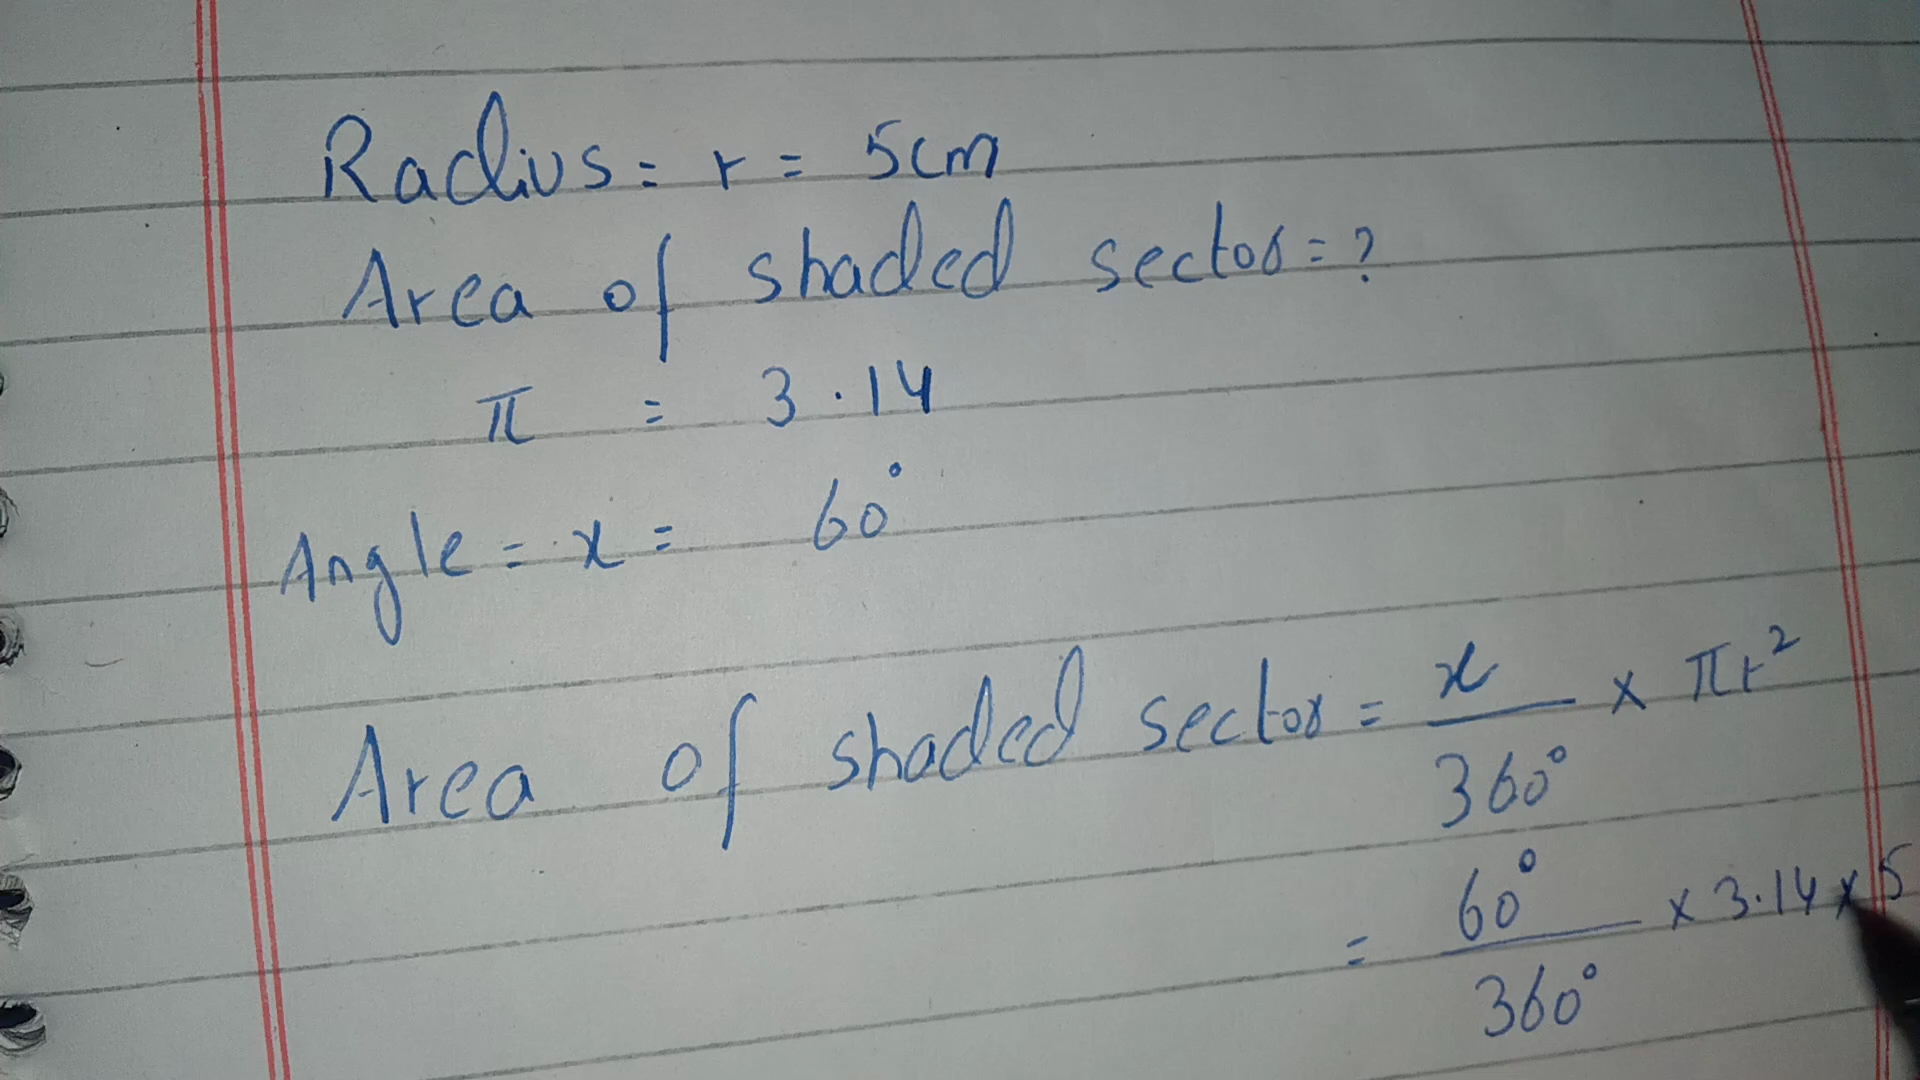 Radius = r = 5cm
Area of shaded sector = ?
π = 3.14
Angle = x = 60°
Area of shaded sector = x/360° × πr²
= 60°/360° × 3.14 × 5